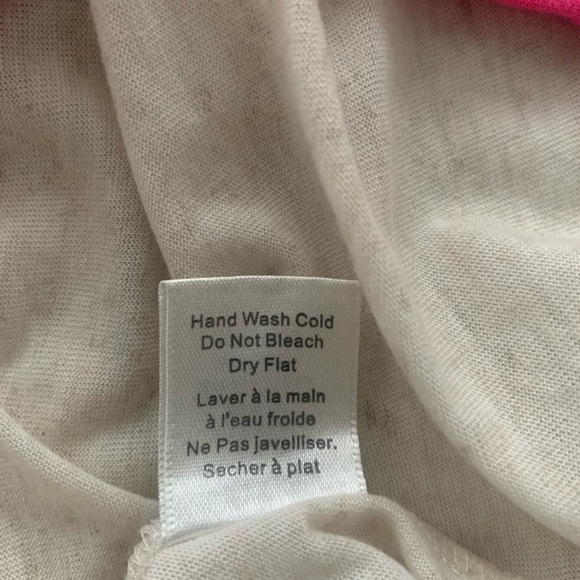 Hand Wash Cold
Do Not Bleach
Dry Flat
Laver à la main
à l'eau froide
Ne Pas javelliser.
Secher à plat